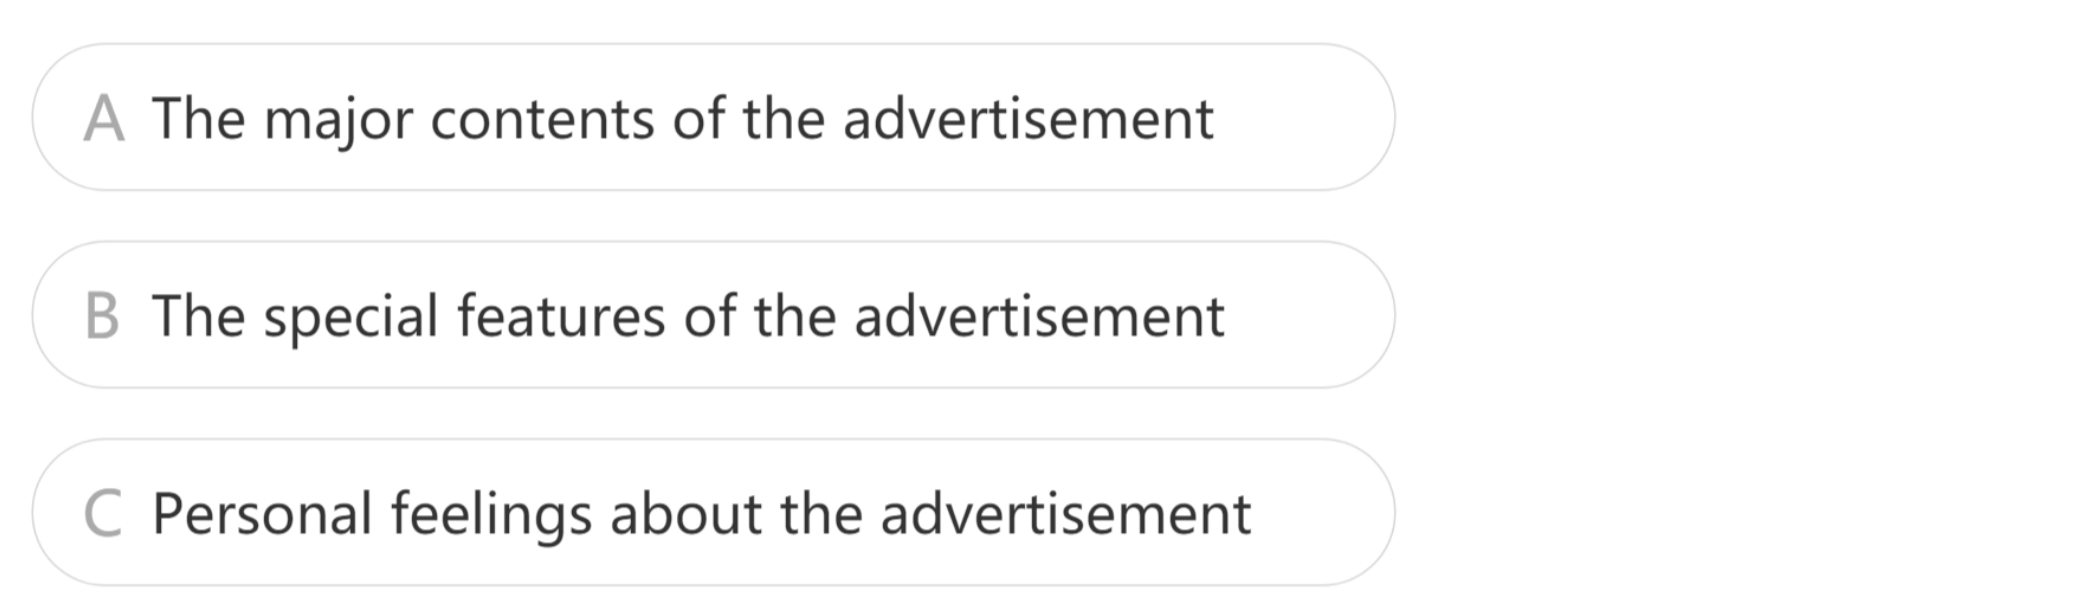 A The major contents of the advertisement
B The special features of the advertisement
C Personal feelings about the advertisement